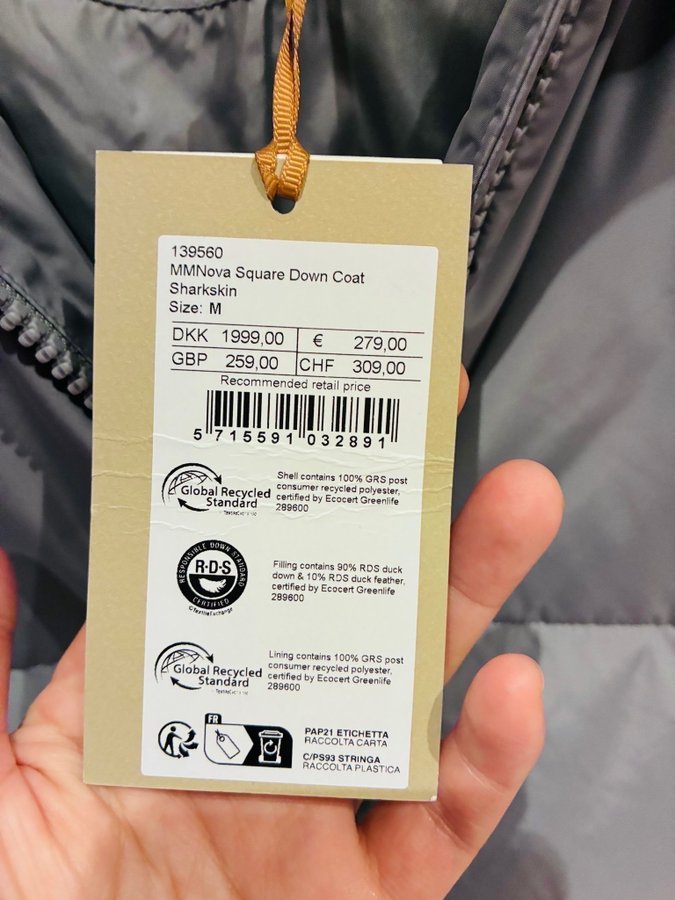 139560
MMNova Square Down Coat
Sharkskin
Size: M
DKK 1999,00 € 279,00
GBP 259,00 CHF 309,00
Recommended retail price
5 715591 032891
Global Recycled
Standard
Shell contains 100% GRS post
consumer recycled polyester,
certified by Ecocert Greenlife
289600
RESPONSIBLE DOWN STANDARD
R·D·S
CERTIFIED
©TextileExchange
Filling contains 90% RDS duck
down & 10% RDS duck feather,
certified by Ecocert Greenlife
289600
Global Recycled
Standard
Lining contains 100% GRS post
consumer recycled polyester,
certified by Ecocert Greenlife
289600
FR
PAP21 ETICHETTA
RACCOLTA CARTA
C/PS93 STRINGA
RACCOLTA PLASTICA